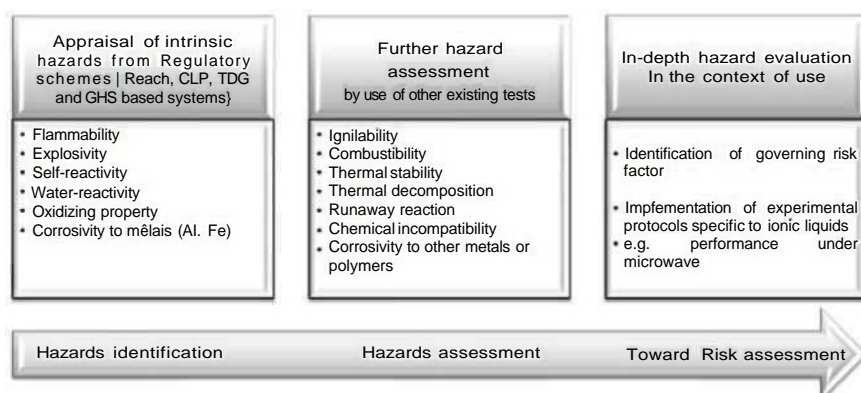 Appraisal of intrinsic
hazards from Regulatory
schemes | Reach, CLP, TDG
and GHS based systems}
• Flammability
• Explosivity
• Self-reactivity
• Water-reactivity
• Oxidizing property
• Corrosivity to mêlais (AI. Fe)
Further hazard
assessment
by use of other existing tests
• Ignilability
• Combustibility
• Thermal stability
• Thermal decomposition
• Runaway reaction
• Chemical incompatibility
• Corrosivity to other metals or
polymers
In-depth hazard evaluation
In the context of use
• Identification of governing risk
factor
• Impfementation of experimental
protocols specific to ionic liquids
• e.g. performance under
microwave
Hazards identification
Hazards assessment
Toward Risk assessment